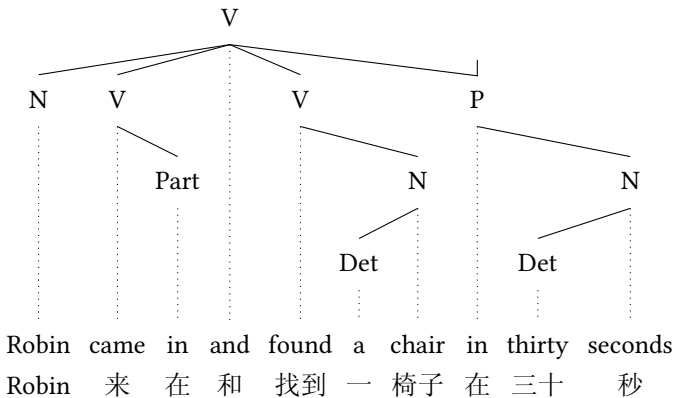 V
N V V P
Part N N
Det Det
Robin came in and found a chair in thirty seconds
Robin 来 在 和 找到 一 椅子 在 三十 秒